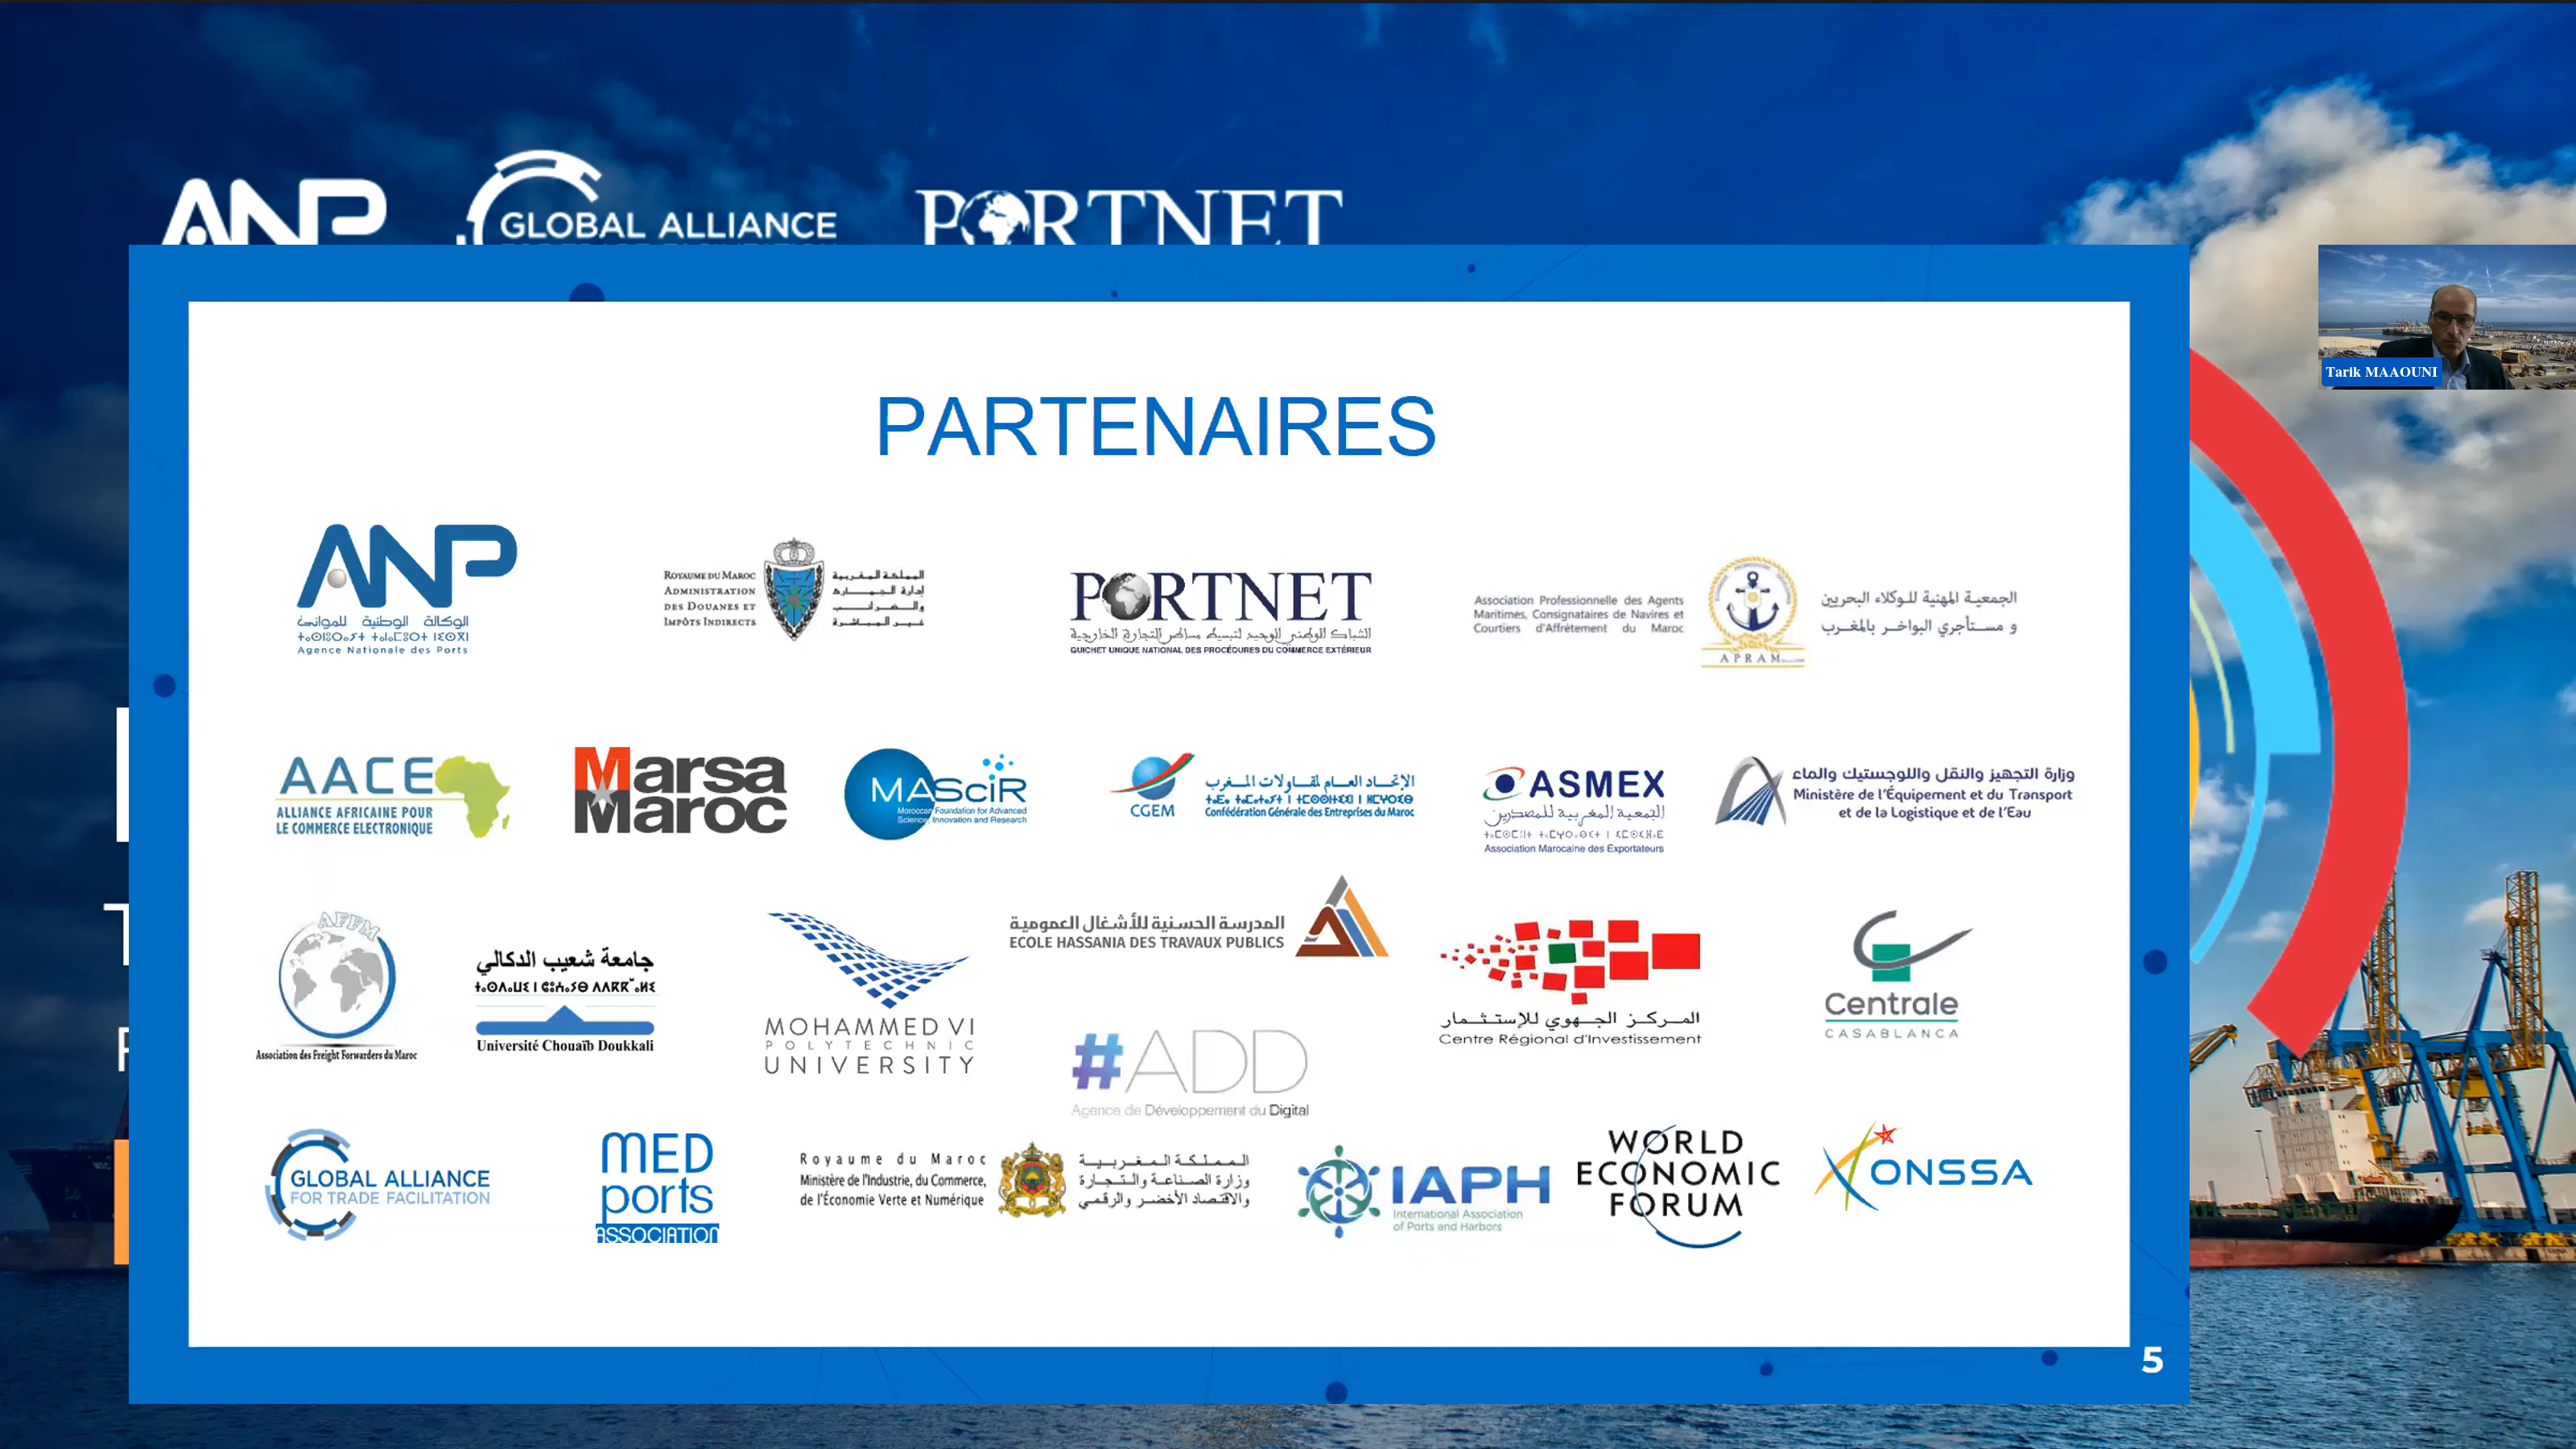 ANP
GLOBAL ALLIANCE
PORTNET
Tarik MAAOUNI
PARTENAIRES
ANP
الوكالة الوطنية للموانئ
Agence Nationale des Ports
ROYAUME DU MAROC
ADMINISTRATION
DES DOUANES ET
IMPÔTS INDIRECTS
المملكة المغربية
إدارة الجمارك
والضرائب
غير المباشرة
PORTNET
الشباك الوطني الوحيد لتبسيط مساطر التجارة الخارجية
GUICHET UNIQUE NATIONAL DES PROCÉDURES DU COMMERCE EXTÉRIEUR
Association Professionnelle des Agents
Maritimes, Consignataires de Navires et
Courtiers d'Affrètement du Maroc
APRAM
الجمعية المهنية للوكلاء البحريين
و مستأجري البواخر بالمغرب
AACE
ALLIANCE AFRICAINE POUR
LE COMMERCE ELECTRONIQUE
Marsa
Maroc
MAScIR
Moroccan Foundation for Advanced
Science, Innovation and Research
CGEM
الإتحاد العام لمقاولات المغرب
Confédération Générale des Entreprises du Maroc
ASMEX
الجمعية المغربية للمصدرين
Association Marocaine des Exportateurs
وزارة التجهيز والنقل واللوجستيك والماء
Ministère de l'Équipement et du Transport
et de la Logistique et de l'Eau
AFFM
Association des Freight Forwarders du Maroc
جامعة شعيب الدكالي
Université Chouaïb Doukkali
MOHAMMED VI
POLYTECHNIC
UNIVERSITY
المدرسة الحسنية للأشغال العمومية
ECOLE HASSANIA DES TRAVAUX PUBLICS
#ADD
Agence de Développement du Digital
المركز الجهوي للإستثمار
Centre Régional d'Investissement
Centrale
CASABLANCA
GLOBAL ALLIANCE
FOR TRADE FACILITATION
MED
ports
ASSOCIATION
Royaume du Maroc
Ministère de l'Industrie, du Commerce,
de l'Économie Verte et Numérique
المملكة المغربية
وزارة الصناعة والتجارة
والاقتصاد الأخضر والرقمي
IAPH
International Association
of Ports and Harbors
WORLD
ECONOMIC
FORUM
ONSSA
5